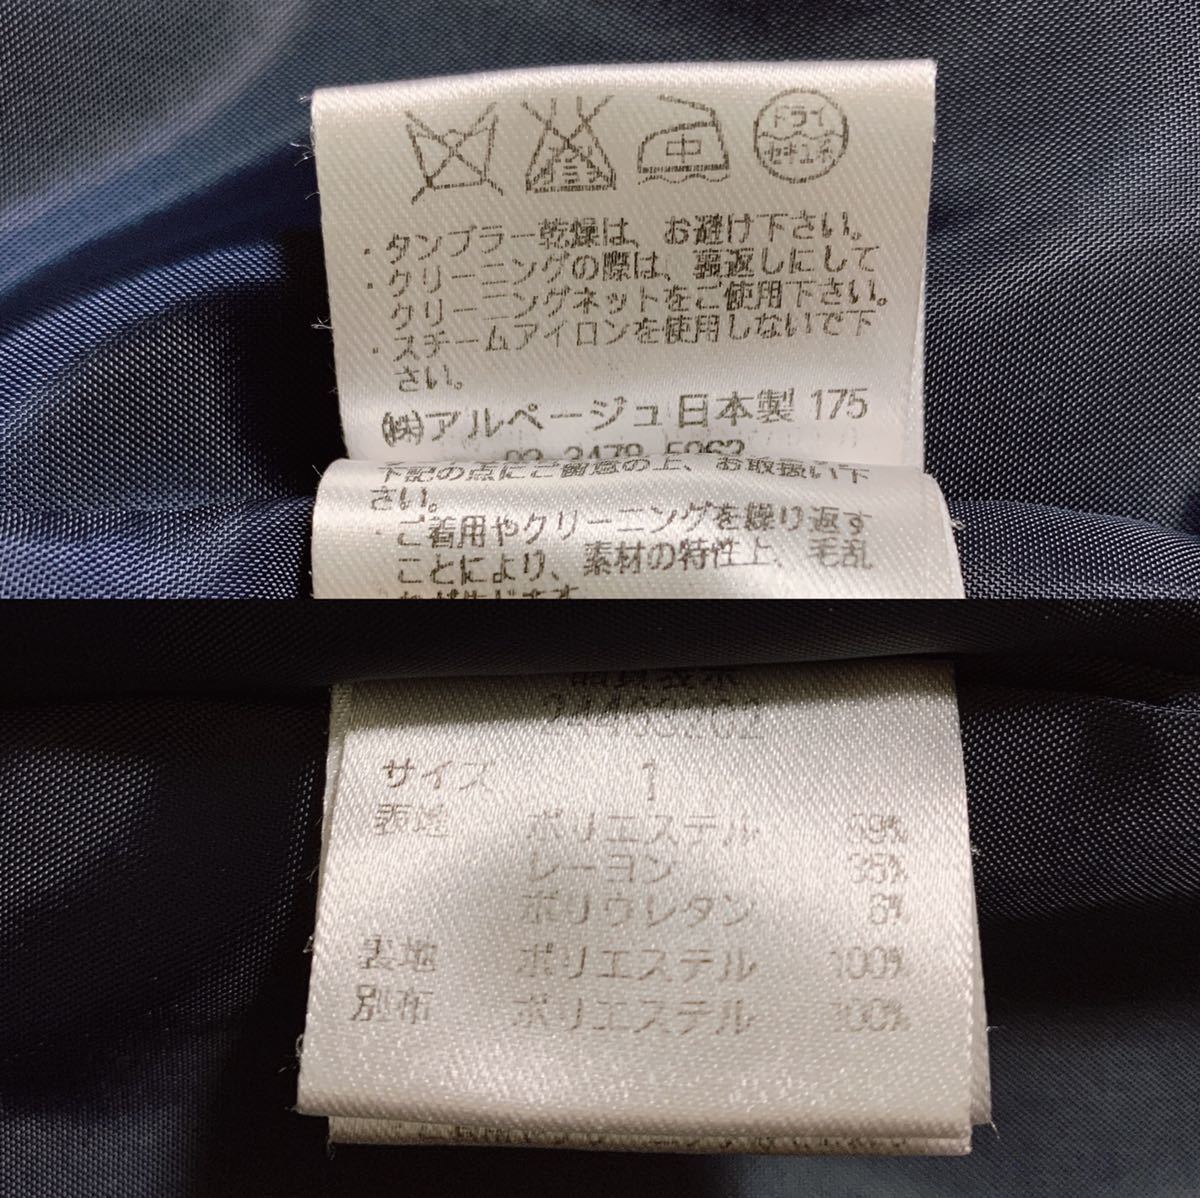 中
ドライ
セキユ系
・タンブラー乾燥は、お避け下さい。
・クリーニングの際は、裏返しにして
クリーニングネットをご使用下さい。
・スチームアイロンを使用しないで下
さい。
㈱アルページュ日本製 175
下記の点にご留意の上、お取扱い下
さい。
・ご着用やクリーニングを繰り返す
ことにより、素材の特性上、毛乱
サイズ 1
表地 ポリエステル 59%
レーヨン 35%
ポリウレタン 6%
裏地 ポリエステル 100%
別布 ポリエステル 100%